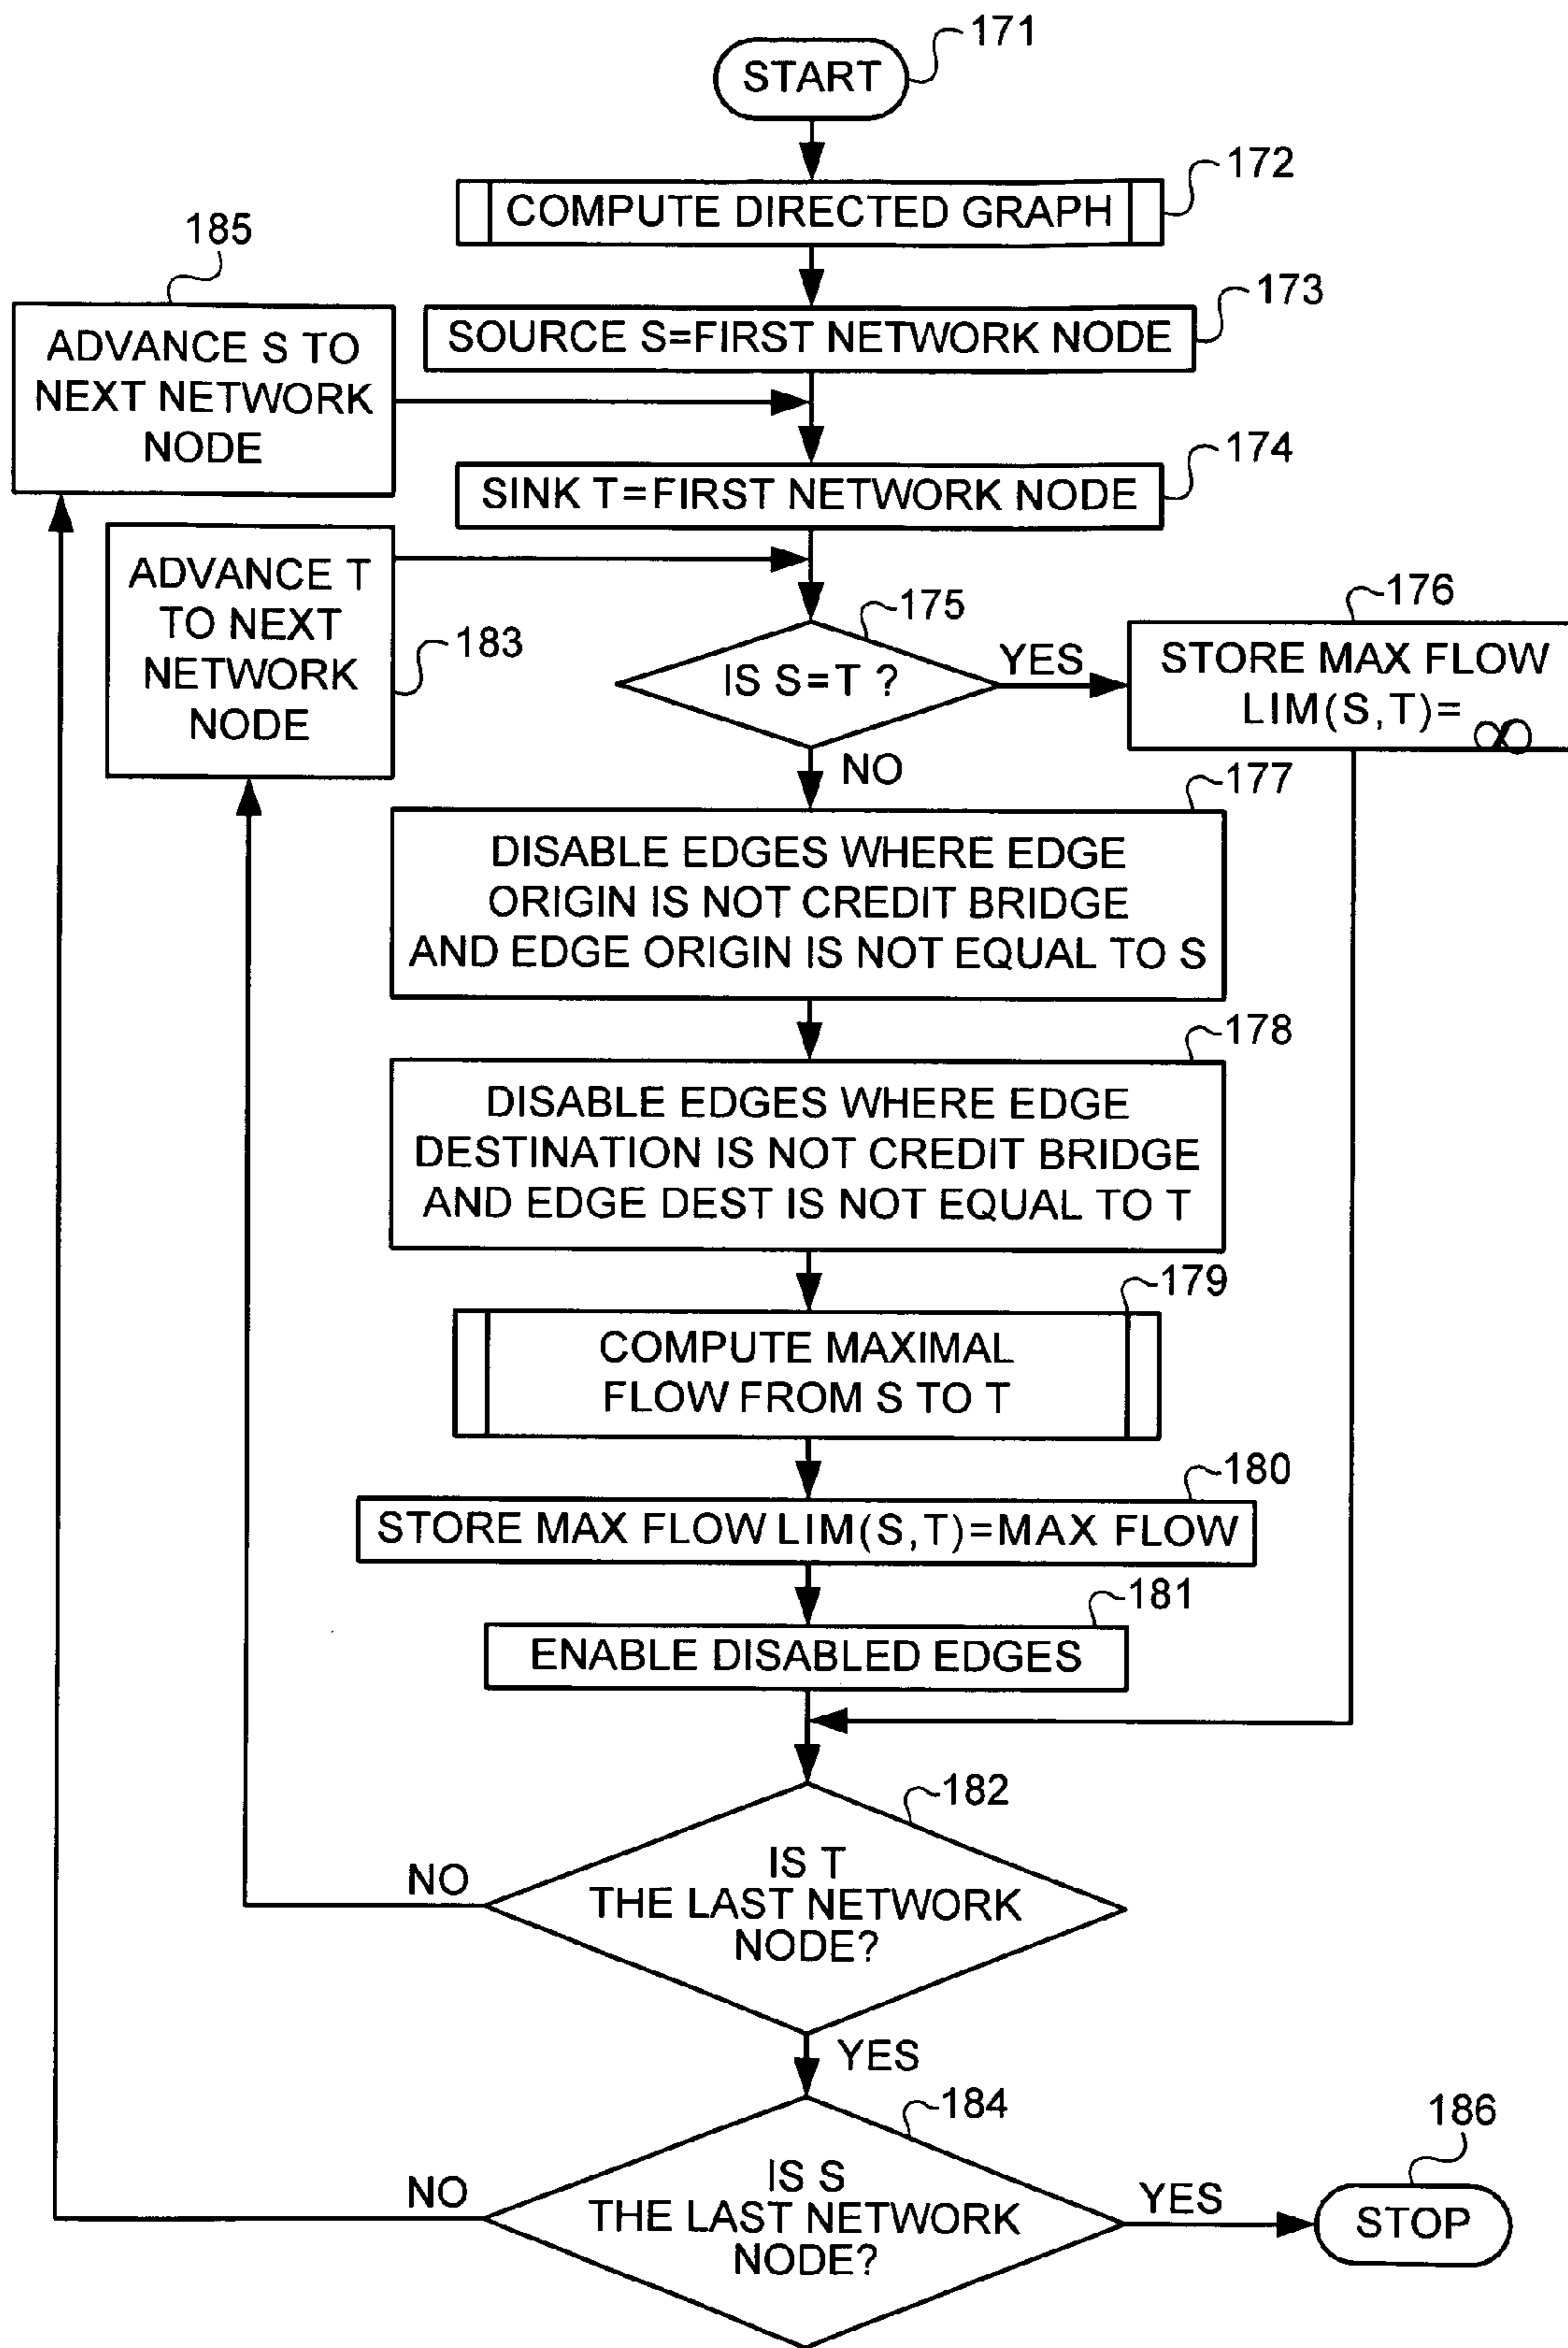 START
171
COMPUTE DIRECTED GRAPH
172
SOURCE S=FIRST NETWORK NODE
173
185
ADVANCE S TO
NEXT NETWORK
NODE
SINK T=FIRST NETWORK NODE
174
ADVANCE T
TO NEXT
NETWORK
NODE
183
IS S=T ?
175
YES
176
STORE MAX FLOW
LIM(S,T)= ∞
NO
177
DISABLE EDGES WHERE EDGE
ORIGIN IS NOT CREDIT BRIDGE
AND EDGE ORIGIN IS NOT EQUAL TO S
178
DISABLE EDGES WHERE EDGE
DESTINATION IS NOT CREDIT BRIDGE
AND EDGE DEST IS NOT EQUAL TO T
179
COMPUTE MAXIMAL
FLOW FROM S TO T
180
STORE MAX FLOW LIM(S,T)=MAX FLOW
181
ENABLE DISABLED EDGES
182
IS T
THE LAST NETWORK
NODE?
NO
YES
184
IS S
THE LAST NETWORK
NODE?
NO
YES
186
STOP